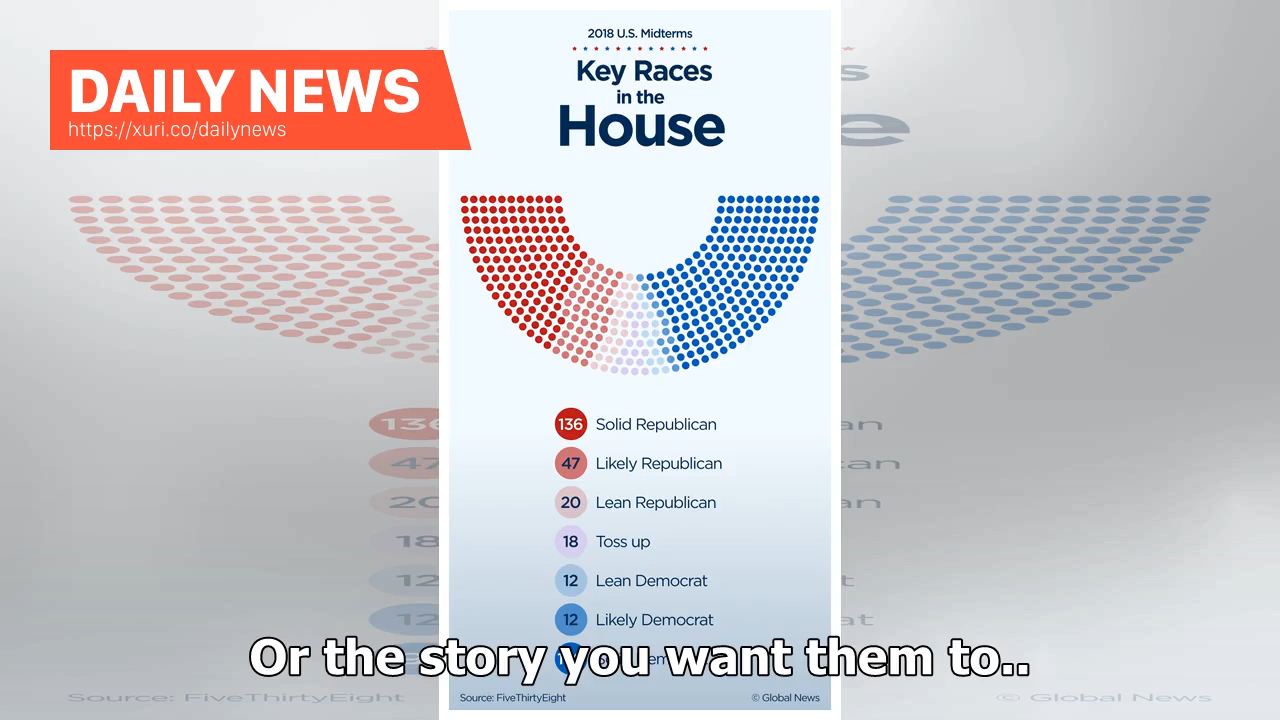 DAILY NEWS
https://xuri.co/dailynews
2018 U.S. Midterms
Key Races
in the
House
136 Solid Republican
47 Likely Republican
20 Lean Republican
18 Toss up
12 Lean Democrat
12 Likely Democrat
Or the story you want them to..
Source: FiveThirtyEight
© Global News